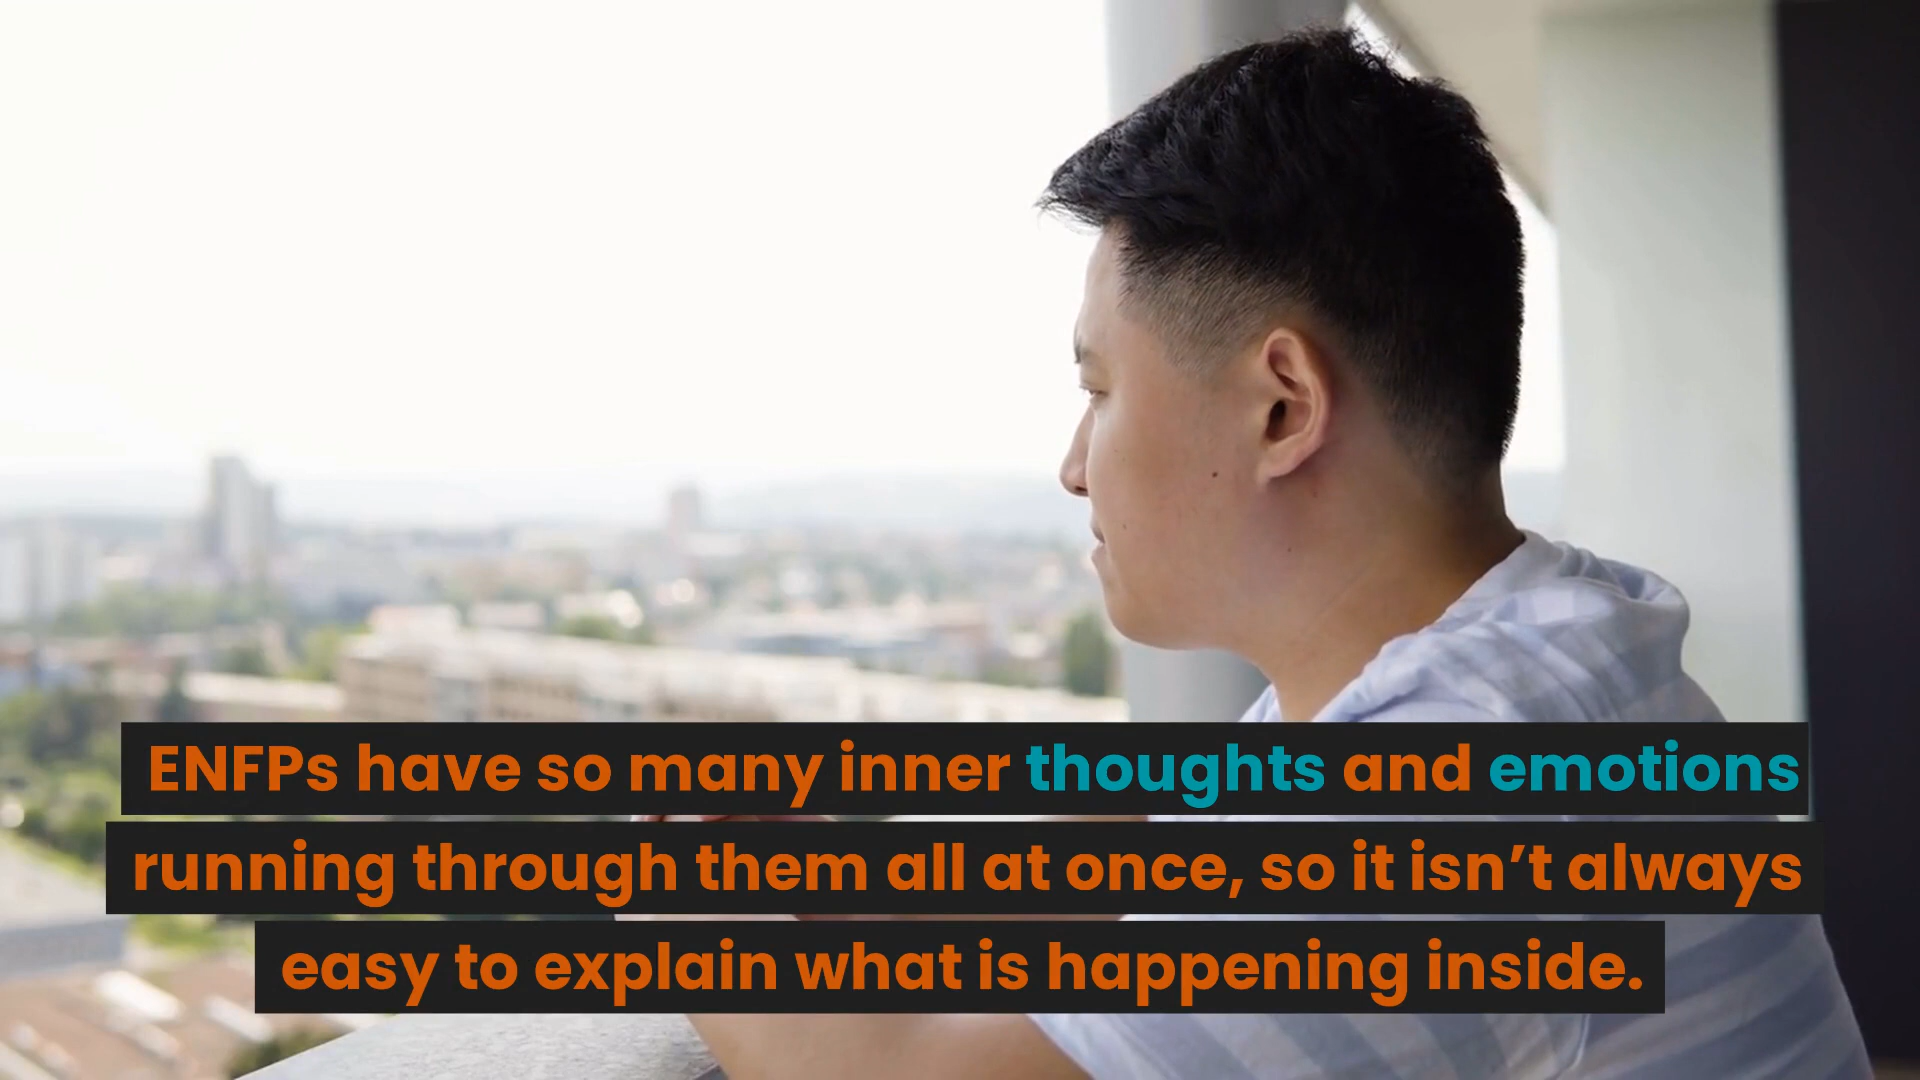 ENFPs have so many inner thoughts and emotions
running through them all at once, so it isn’t always
easy to explain what is happening inside.